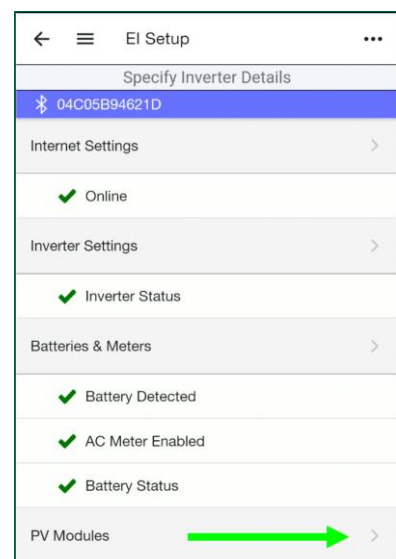 EI Setup
Specify Inverter Details
04C05B94621D
Internet Settings
Online
Inverter Settings
Inverter Status
Batteries & Meters
Battery Detected
AC Meter Enabled
Battery Status
PV Modules